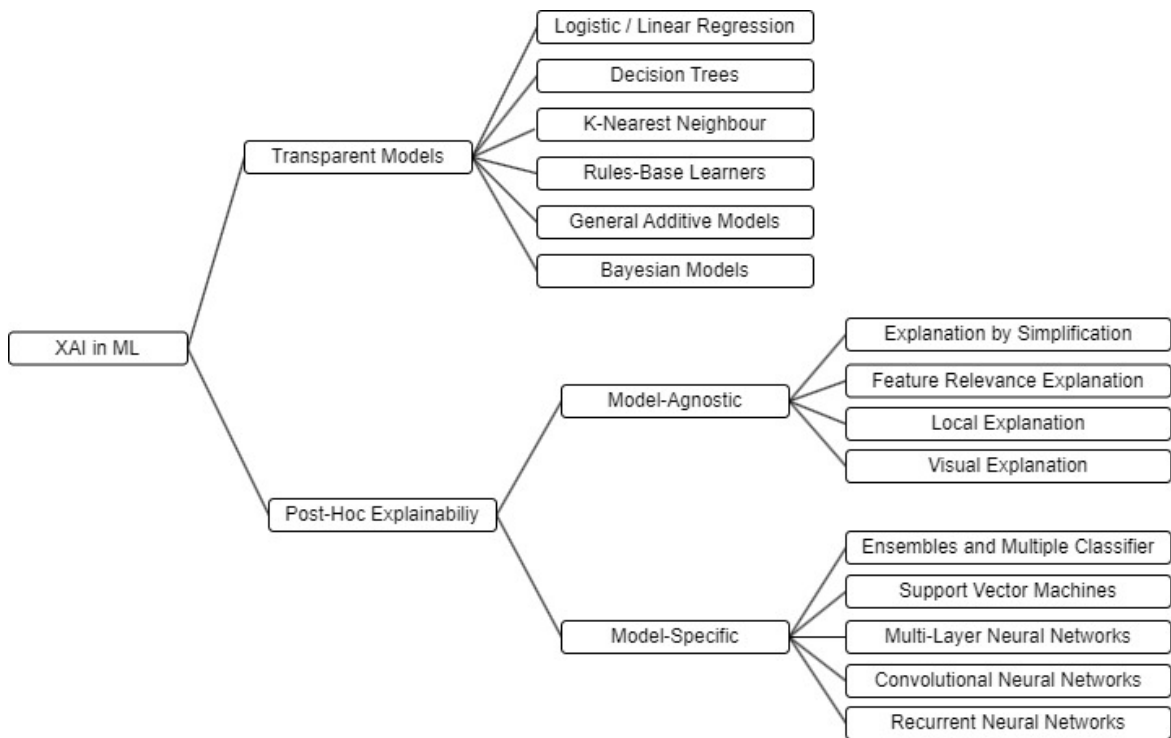 Logistic / Linear Regression
Decision Trees
K-Nearest Neighbour
Transparent Models
Rules-Base Learners
General Additive Models
Bayesian Models
XAI in ML
Explanation by Simplification
Feature Relevance Explanation
Model-Agnostic
Local Explanation
Visual Explanation
Post-Hoc Explainabiliy
Ensembles and Multiple Classifier
Support Vector Machines
Model-Specific
Multi-Layer Neural Networks
Convolutional Neural Networks
Recurrent Neural Networks